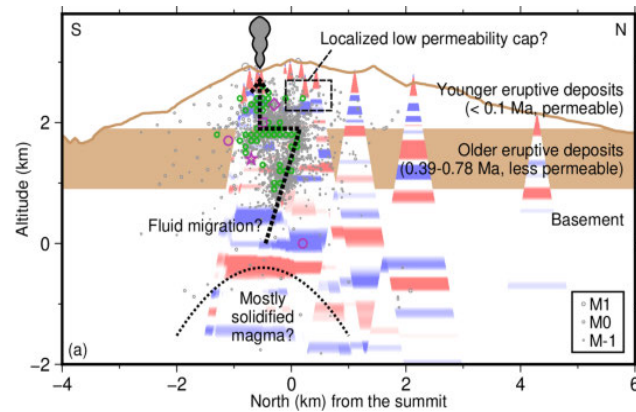 S
N
Localized low permeability cap?
Younger eruptive deposits
(< 0.1 Ma, permeable)
Older eruptive deposits
(0.39-0.78 Ma, less permeable)
Fluid migration?
Basement
Mostly
solidified
magma?
M1
M0
M-1
(a)
Altitude (km)
2
0
−2
−4
−2
0
2
4
6
North (km) from the summit